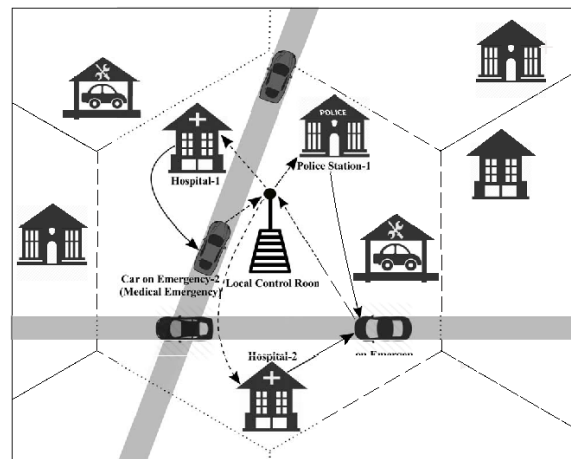 POLICE
Police Station-1
Hospital-1
Car on Emergency-2
(Medical Emergency)
Local Control Roon
Hospital-2
on Emergen